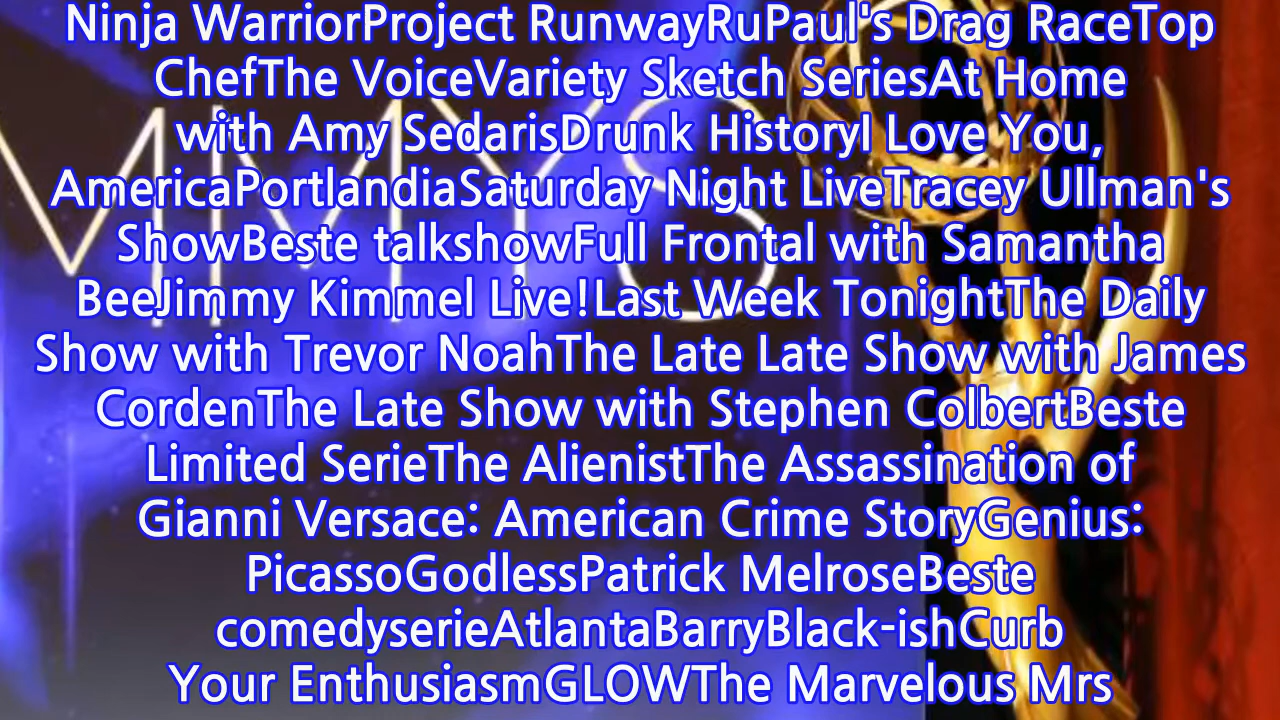 Ninja WarriorProject RunwayRuPaul's Drag RaceTop
ChefThe VoiceVariety Sketch SeriesAt Home
with Amy SedarisDrunk HistoryI Love You,
AmericaPortlandiaSaturday Night LiveTracey Ullman's
ShowBeste talkshowFull Frontal with Samantha
BeeJimmy Kimmel Live!Last Week TonightThe Daily
Show with Trevor NoahThe Late Late Show with James
CordenThe Late Show with Stephen ColbertBeste
Limited SerieThe AlienistThe Assassination of
Gianni Versace: American Crime StoryGenius:
PicassoGodlessPatrick MelroseBeste
comedyserieAtlantaBarryBlack-ishCurb
Your EnthusiasmGLOWThe Marvelous Mrs
MMYS